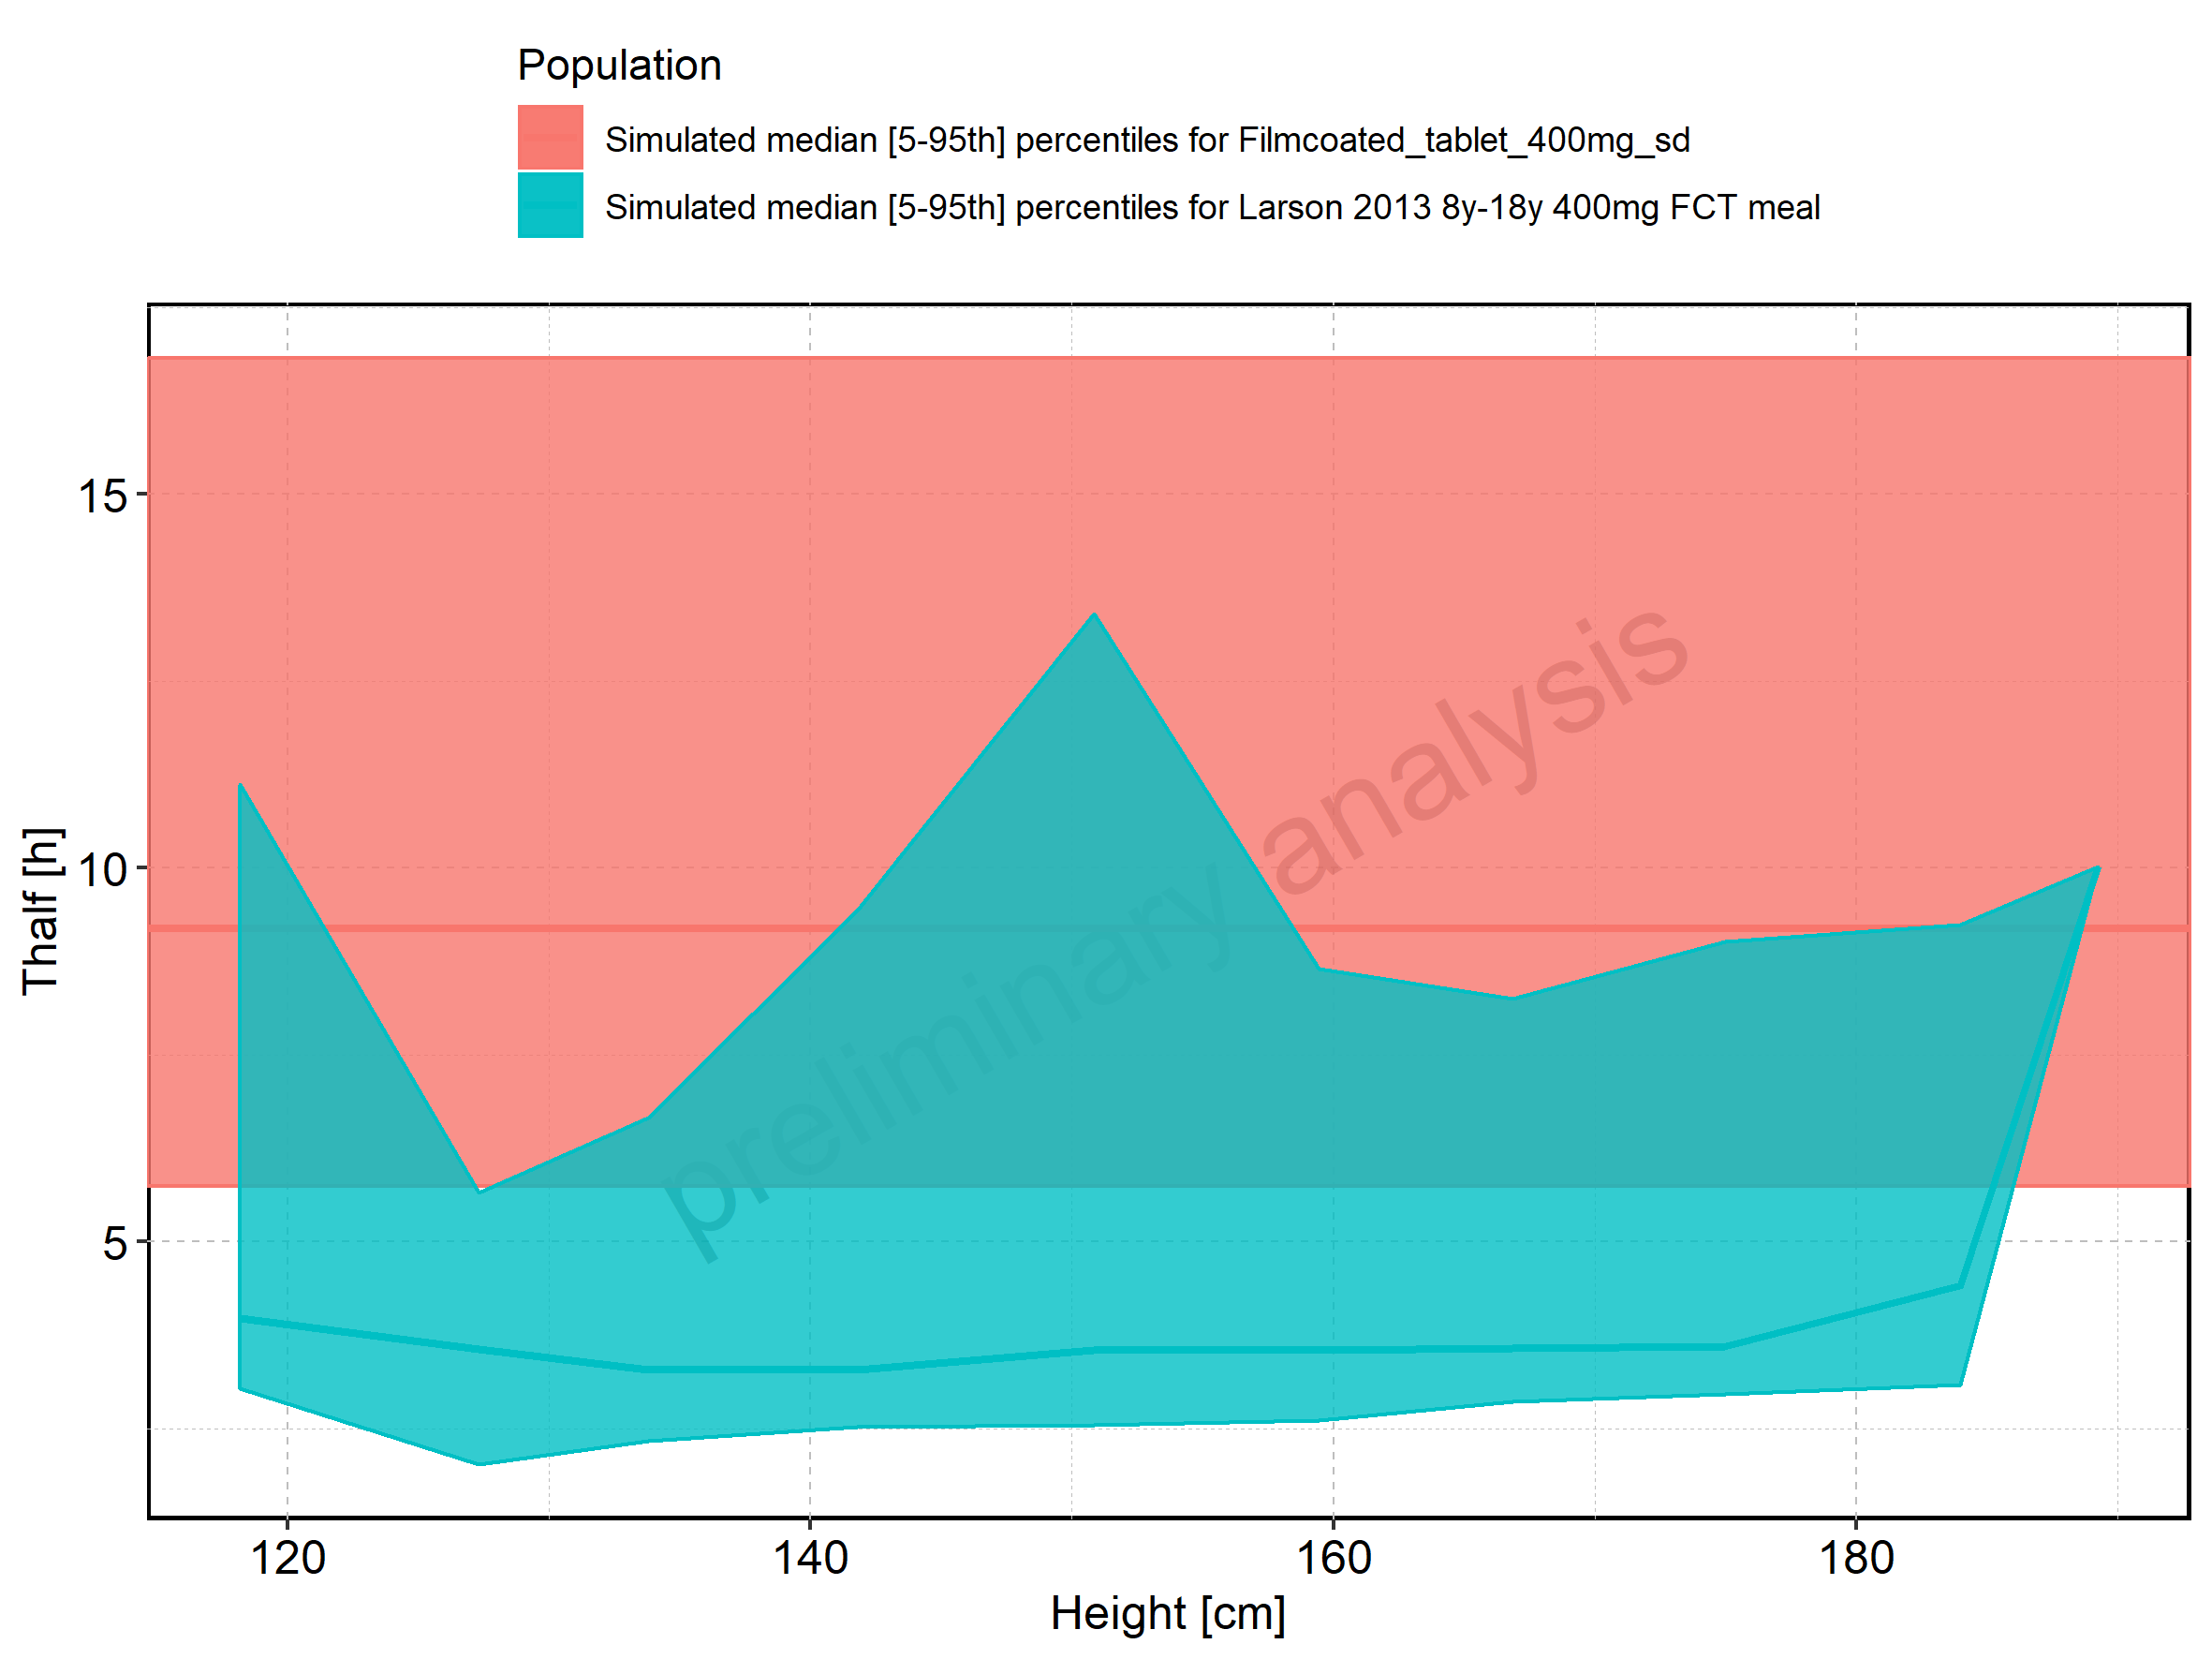 Population
Simulated median [5-95th] percentiles for Filmcoated_tablet_400mg_sd
Simulated median [5-95th] percentiles for Larson 2013 8y-18y 400mg FCT meal
15
10
5
Thalf [h]
preliminary analysis
120 140 160 180
Height [cm]